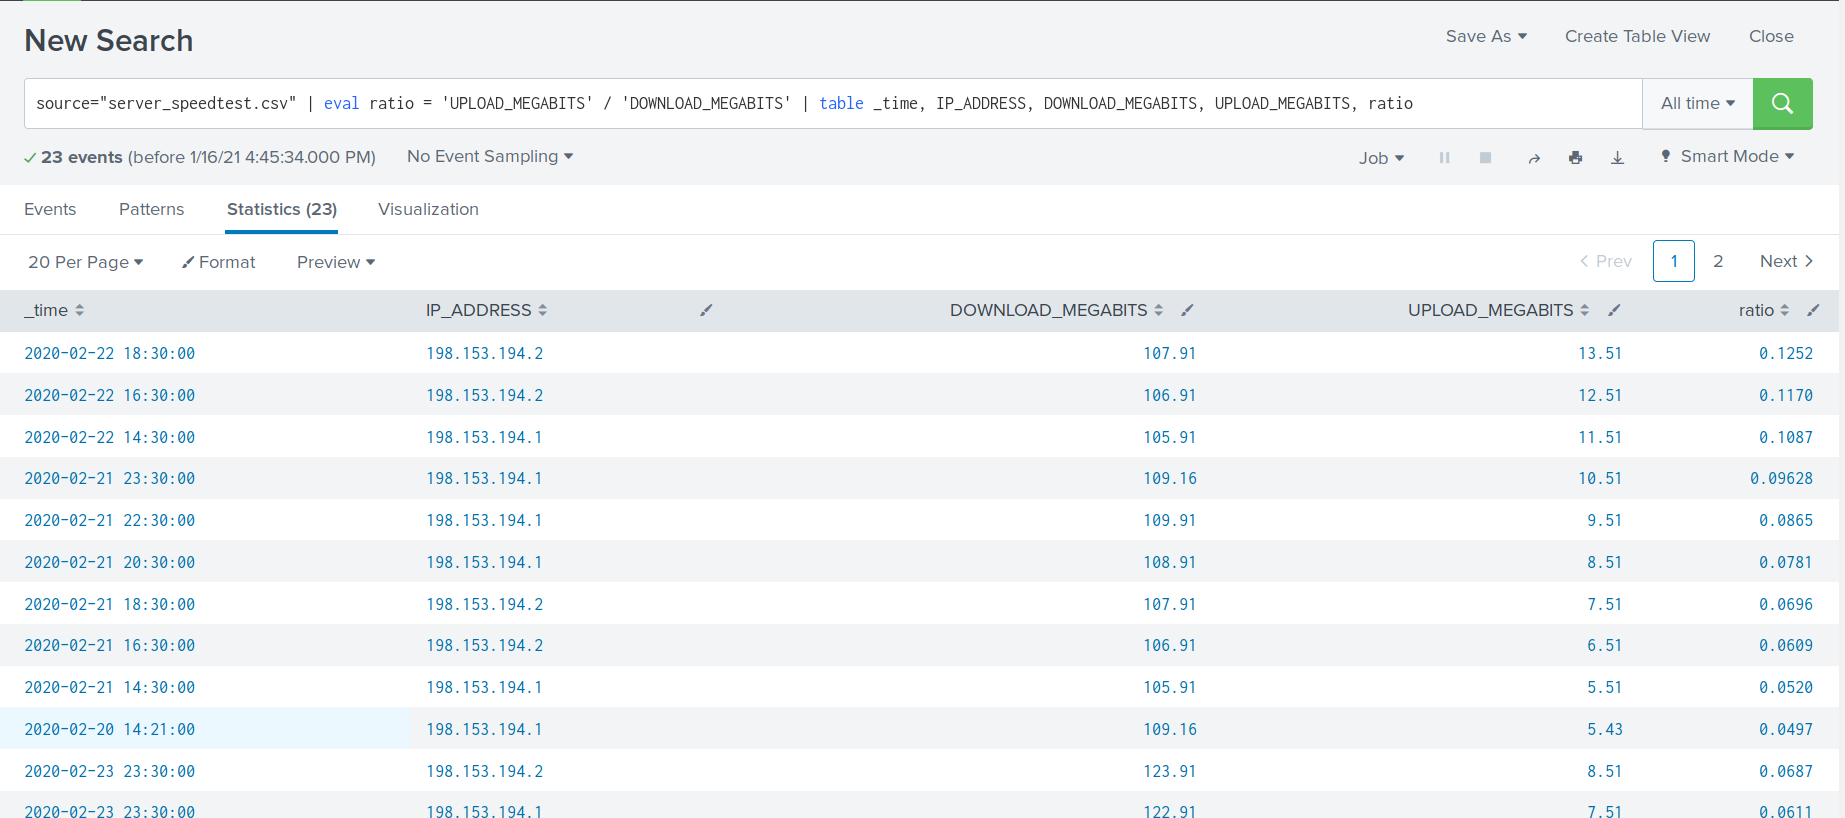 New Search
Save As Create Table View Close
source="server_speedtest.csv" | eval ratio = 'UPLOAD_MEGABITS' / 'DOWNLOAD_MEGABITS' | table _time, IP_ADDRESS, DOWNLOAD_MEGABITS, UPLOAD_MEGABITS, ratio
All time
23 events (before 1/16/21 4:45:34.000 PM) No Event Sampling Job Smart Mode
Events Patterns Statistics (23) Visualization
20 Per Page Format Preview Prev 1 2 Next
_time IP_ADDRESS DOWNLOAD_MEGABITS UPLOAD_MEGABITS ratio
2020-02-22 18:30:00 198.153.194.2 107.91 13.51 0.1252
2020-02-22 16:30:00 198.153.194.2 106.91 12.51 0.1170
2020-02-22 14:30:00 198.153.194.1 105.91 11.51 0.1087
2020-02-21 23:30:00 198.153.194.1 109.16 10.51 0.09628
2020-02-21 22:30:00 198.153.194.1 109.91 9.51 0.0865
2020-02-21 20:30:00 198.153.194.1 108.91 8.51 0.0781
2020-02-21 18:30:00 198.153.194.2 107.91 7.51 0.0696
2020-02-21 16:30:00 198.153.194.2 106.91 6.51 0.0609
2020-02-21 14:30:00 198.153.194.1 105.91 5.51 0.0520
2020-02-20 14:21:00 198.153.194.1 109.16 5.43 0.0497
2020-02-23 23:30:00 198.153.194.2 123.91 8.51 0.0687
2020-02-23 23:30:00 198.153.194.1 122.91 7.51 0.0611